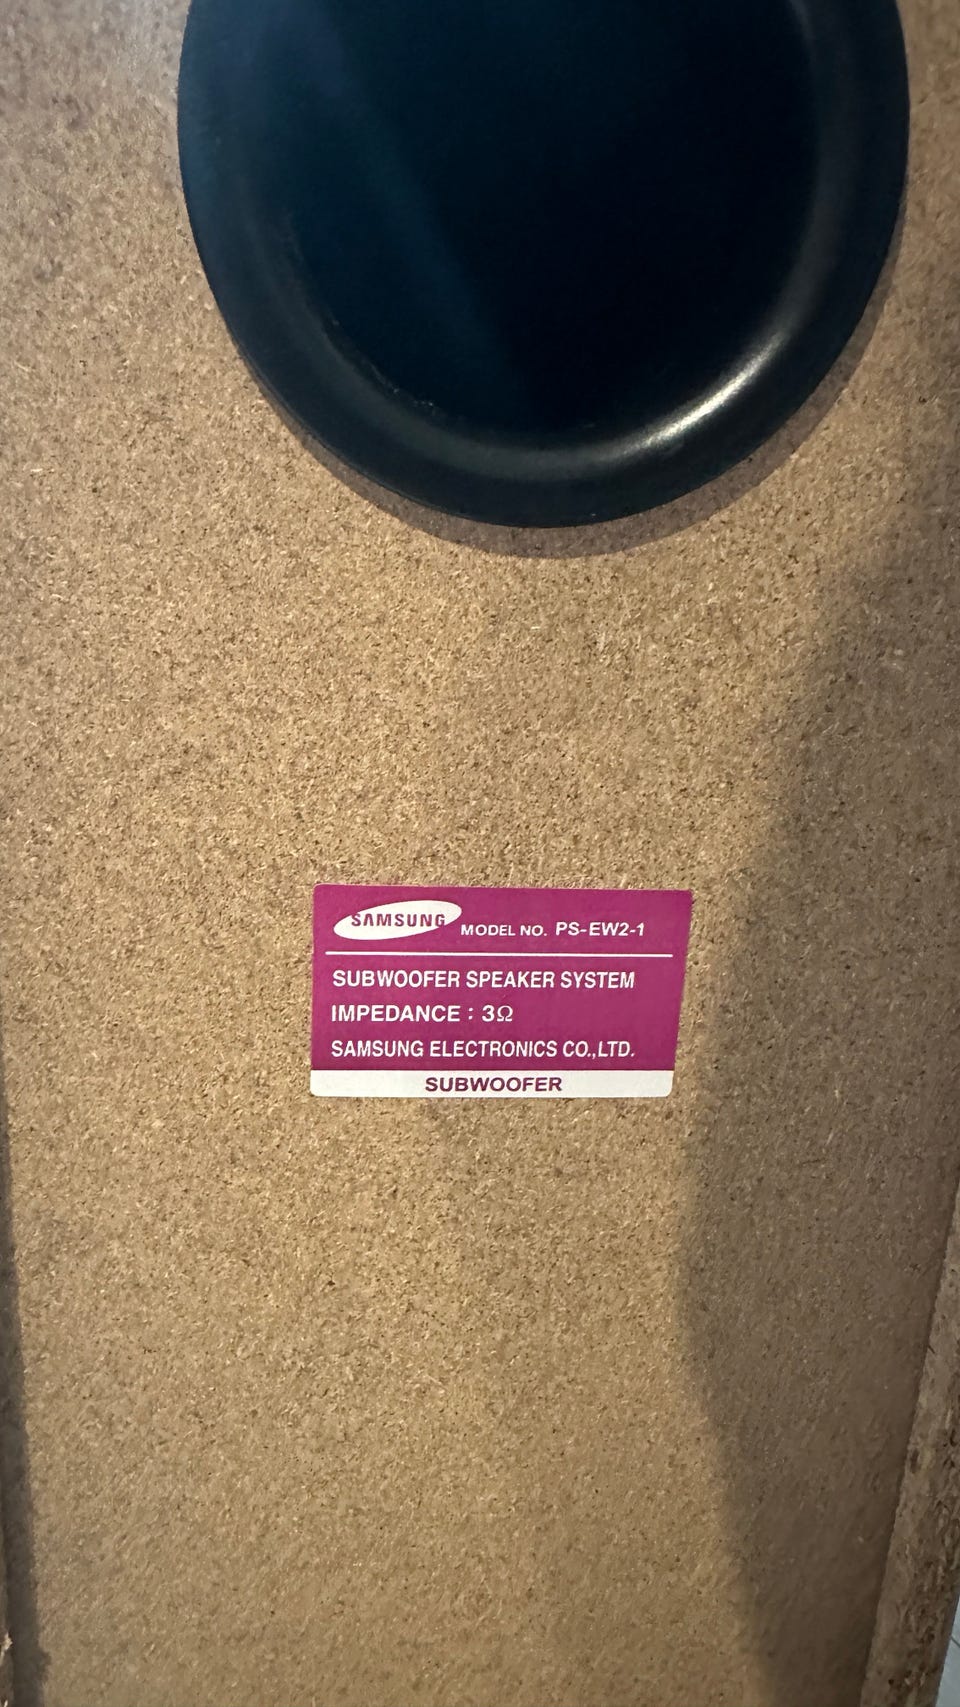 SAMSUNG MODEL NO. PS-EW2-1
SUBWOOFER SPEAKER SYSTEM
IMPEDANCE : 3Ω
SAMSUNG ELECTRONICS CO.,LTD.
SUBWOOFER